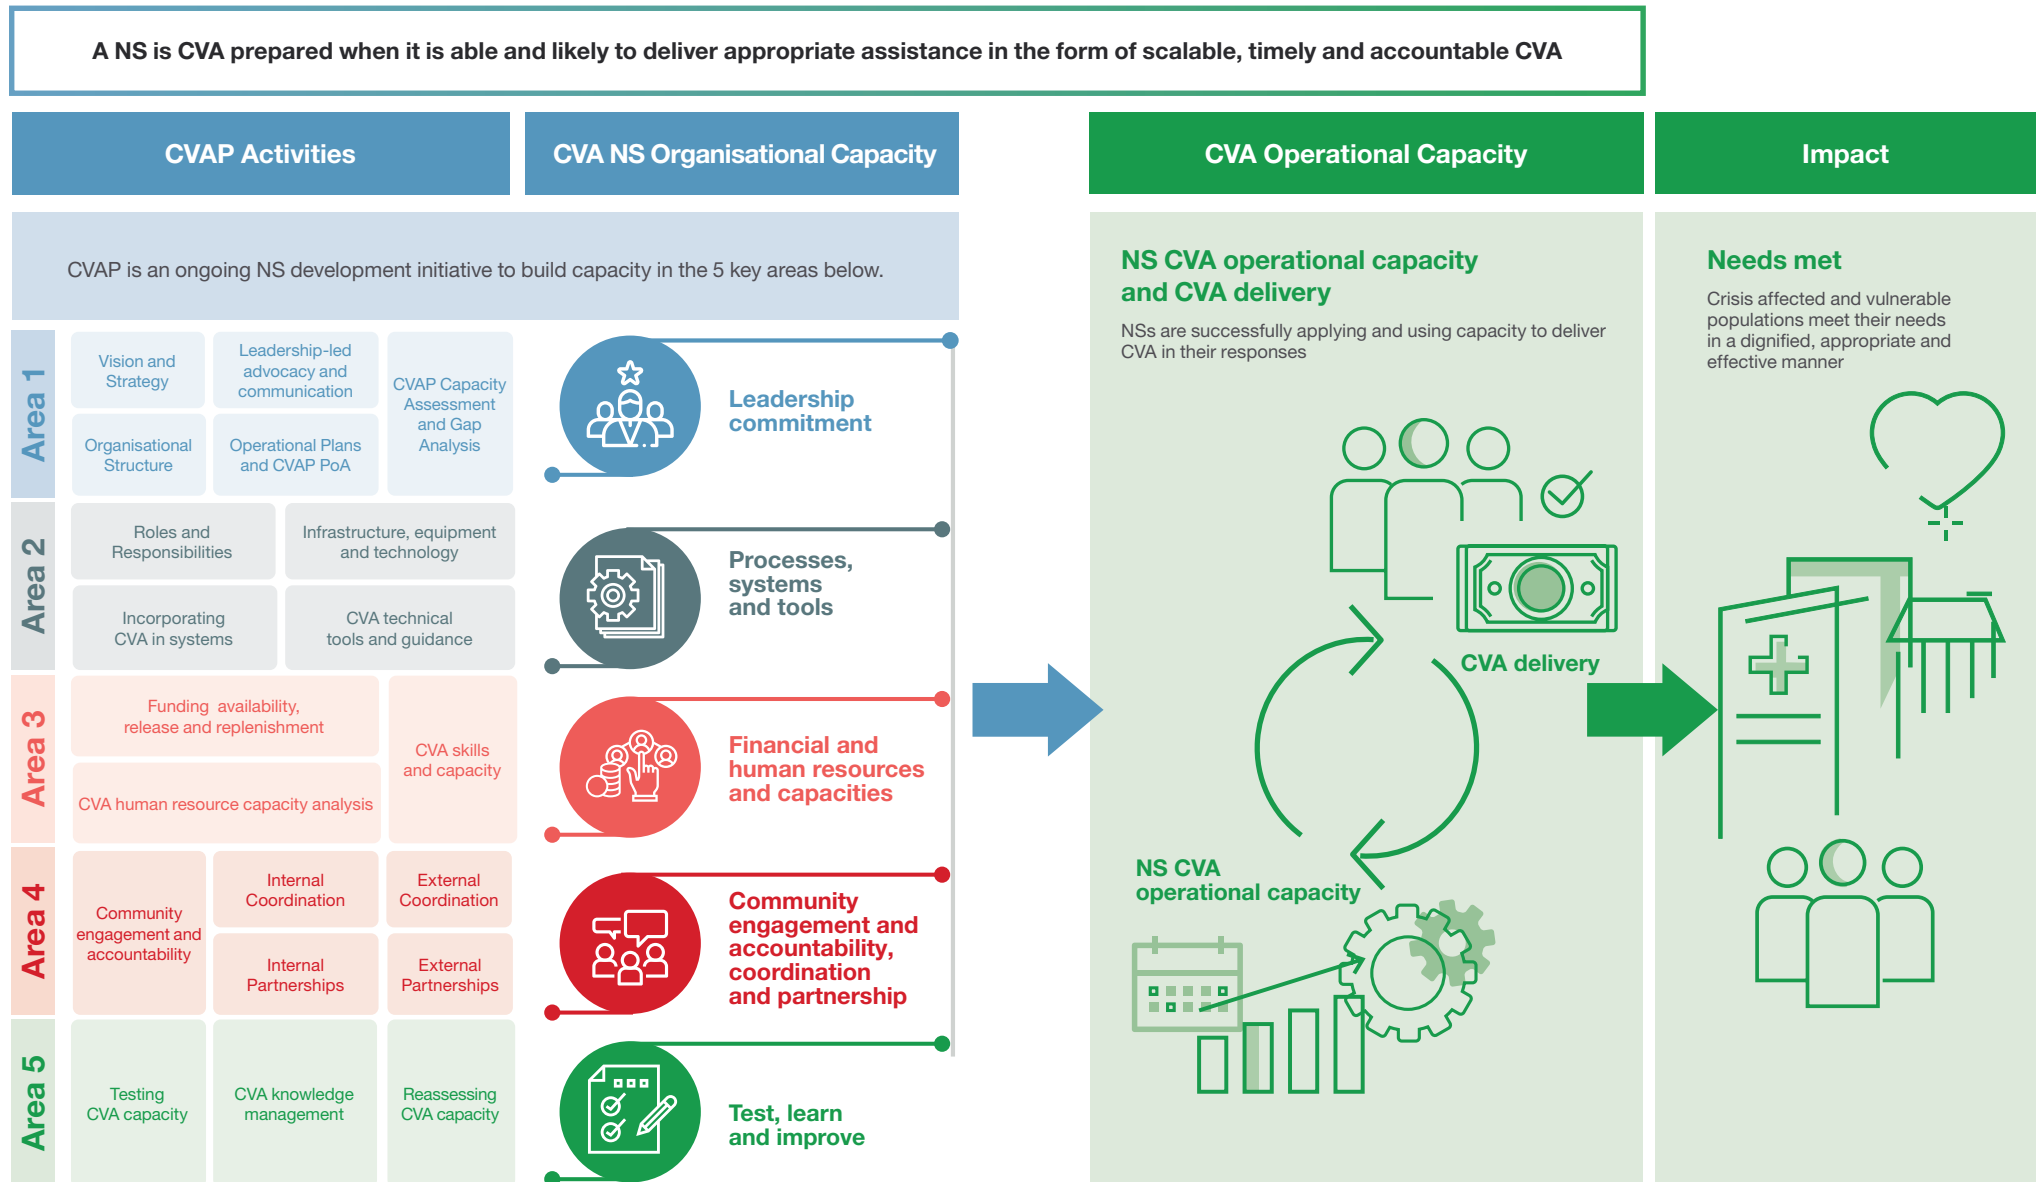 A NS is CVA prepared when it is able and likely to deliver appropriate assistance in the form of scalable, timely and accountable CVA
CVAP Activities
CVA NS Organisational Capacity
CVA Operational Capacity
Impact
CVAP is an ongoing NS development initiative to build capacity in the 5 key areas below.
Area 1
Vision and
Strategy
Leadership-led
advocacy and
communication
CVAP Capacity
Assessment
and Gap
Analysis
Organisational
Structure
Operational Plans
and CVAP PoA
Leadership
commitment
Area 2
Roles and
Responsibilities
Infrastructure, equipment
and technology
Incorporating
CVA in systems
CVA technical
tools and guidance
Processes,
systems
and tools
Area 3
Funding availability,
release and replenishment
CVA skills
and capacity
CVA human resource capacity analysis
Financial and
human resources
and capacities
Area 4
Community
engagement and
accountability
Internal
Coordination
External
Coordination
Internal
Partnerships
External
Partnerships
Community
engagement and
accountability,
coordination
and partnership
Area 5
Testing
CVA capacity
CVA knowledge
management
Reassessing
CVA capacity
Test, learn
and improve
NS CVA operational capacity
and CVA delivery
NSs are successfully applying and using capacity to deliver
CVA in their responses
CVA delivery
NS CVA
operational capacity
Needs met
Crisis affected and vulnerable
populations meet their needs
in a dignified, appropriate and
effective manner